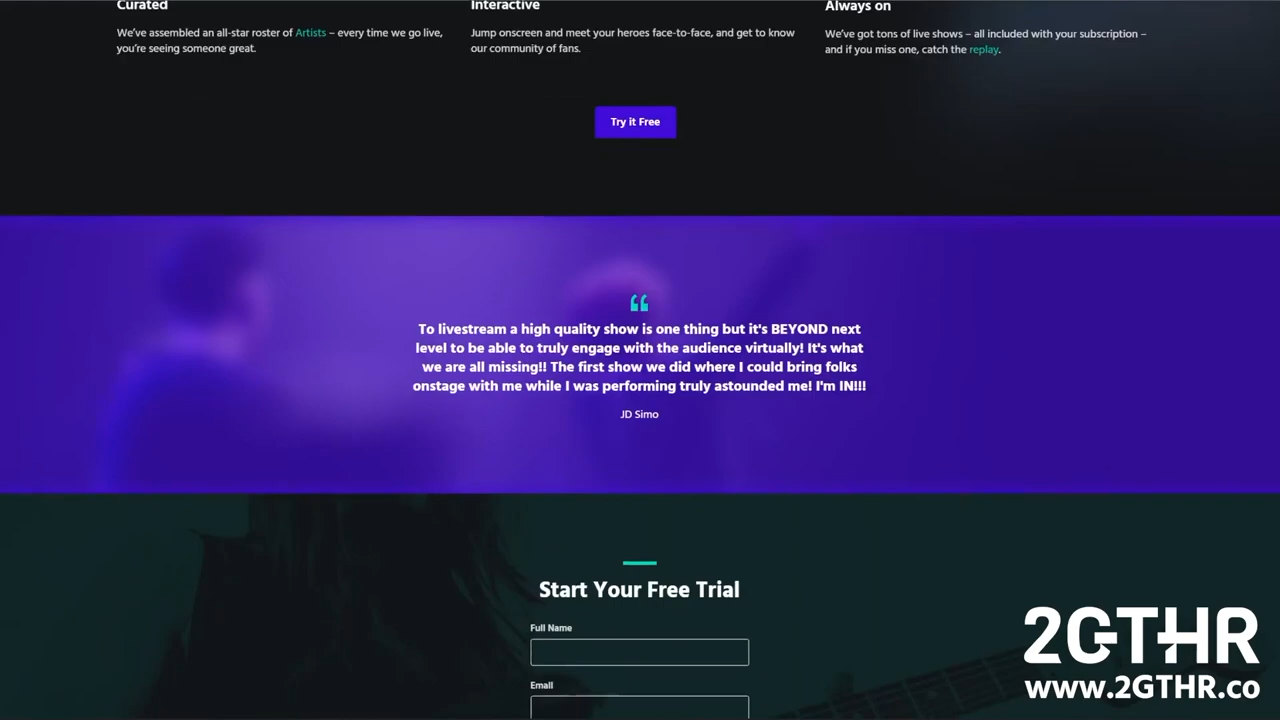 Curated
We've assembled an all-star roster of Artists – every time we go live,
you're seeing someone great.
Interactive
Jump onscreen and meet your heroes face-to-face, and get to know
our community of fans.
Always on
We've got tons of live shows – all included with your subscription –
and if you miss one, catch the replay.
Try it Free
“
To livestream a high quality show is one thing but it's BEYOND next
level to be able to truly engage with the audience virtually! It's what
we are all missing!! The first show we did where I could bring folks
onstage with me while I was performing truly astounded me! I'm IN!!!
JD Simo
Start Your Free Trial
Full Name
Email
2GTHR
www.2GTHR.co